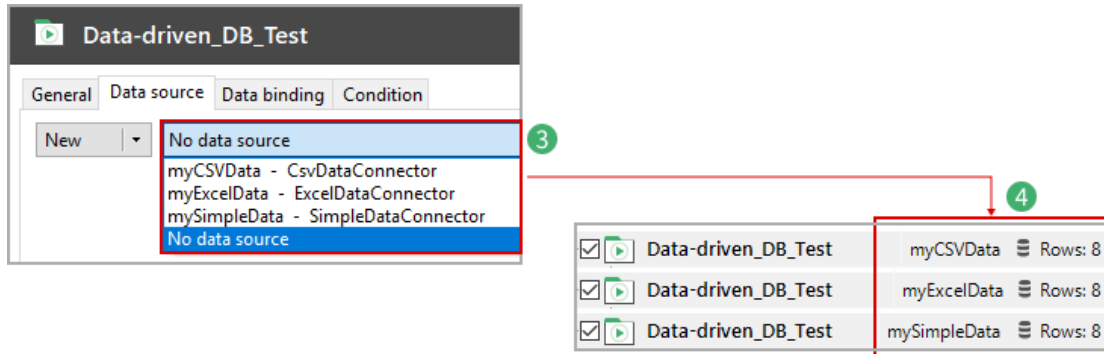 Data-driven_DB_Test
General Data source Data binding Condition
New No data source
myCSVData - CsvDataConnector
myExcelData - ExcelDataConnector
mySimpleData - SimpleDataConnector
No data source
3
4
Data-driven_DB_Test myCSVData Rows: 8
Data-driven_DB_Test myExcelData Rows: 8
Data-driven_DB_Test mySimpleData Rows: 8